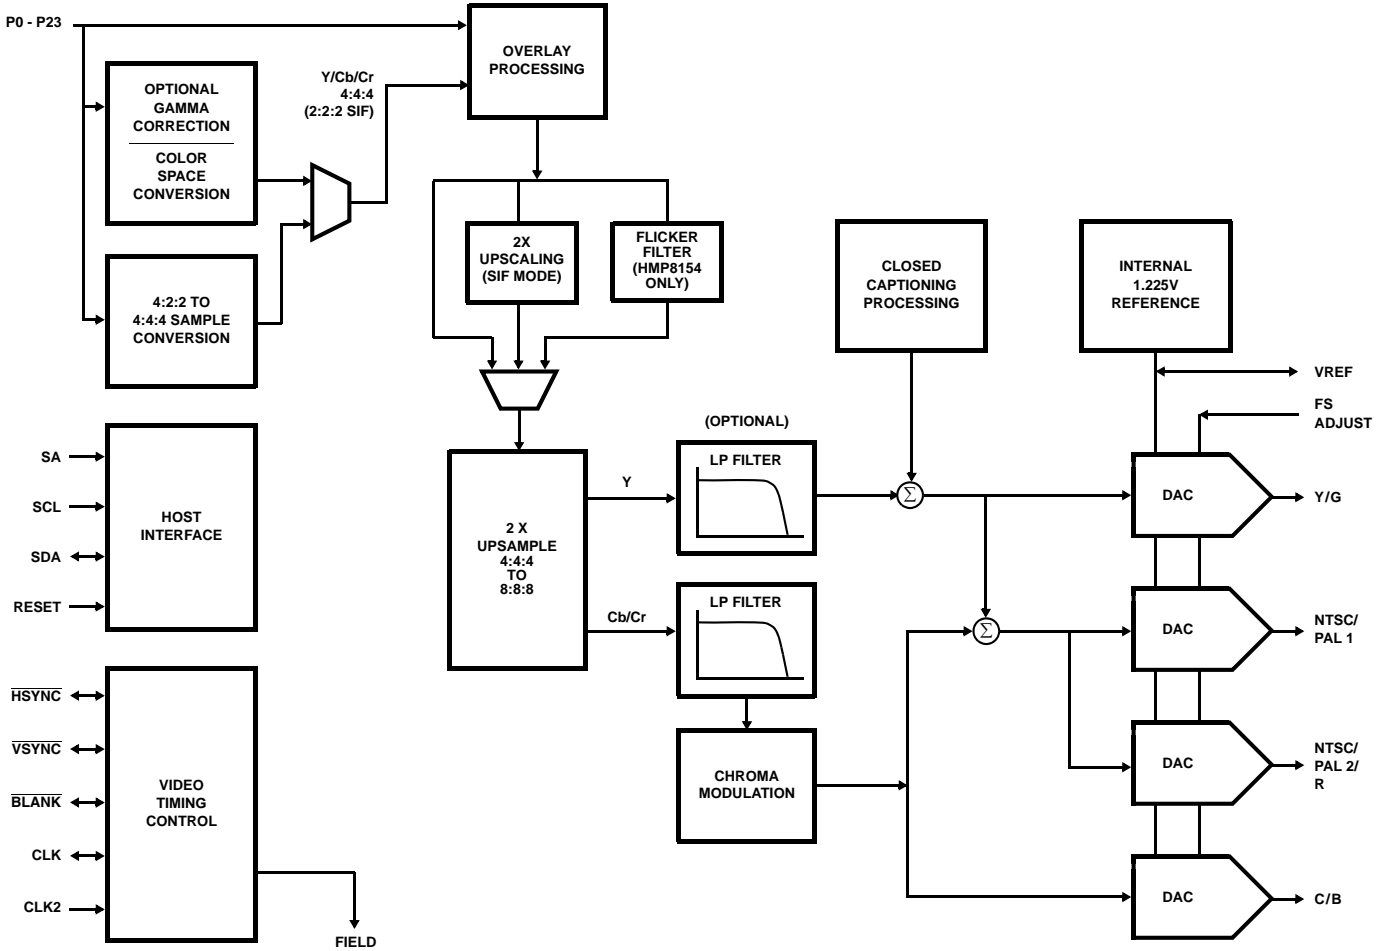 P0 - P23
OPTIONAL
GAMMA
CORRECTION
COLOR
SPACE
CONVERSION
4:2:2 TO
4:4:4 SAMPLE
CONVERSION
Y/Cb/Cr
4:4:4
(2:2:2 SIF)
OVERLAY
PROCESSING
2X
UPSCALING
(SIF MODE)
FLICKER
FILTER
(HMP8154
ONLY)
CLOSED
CAPTIONING
PROCESSING
INTERNAL
1.225V
REFERENCE
VREF
FS
ADJUST
SA
SCL
SDA
RESET
HOST
INTERFACE
2 X
UPSAMPLE
4:4:4
TO
8:8:8
Y
Cb/Cr
(OPTIONAL)
LP FILTER
LP FILTER
CHROMA
MODULATION
Σ
Σ
DAC
Y/G
DAC
NTSC/
PAL 1
DAC
NTSC/
PAL 2/
R
DAC
C/B
HSYNC
VSYNC
BLANK
CLK
CLK2
VIDEO
TIMING
CONTROL
FIELD